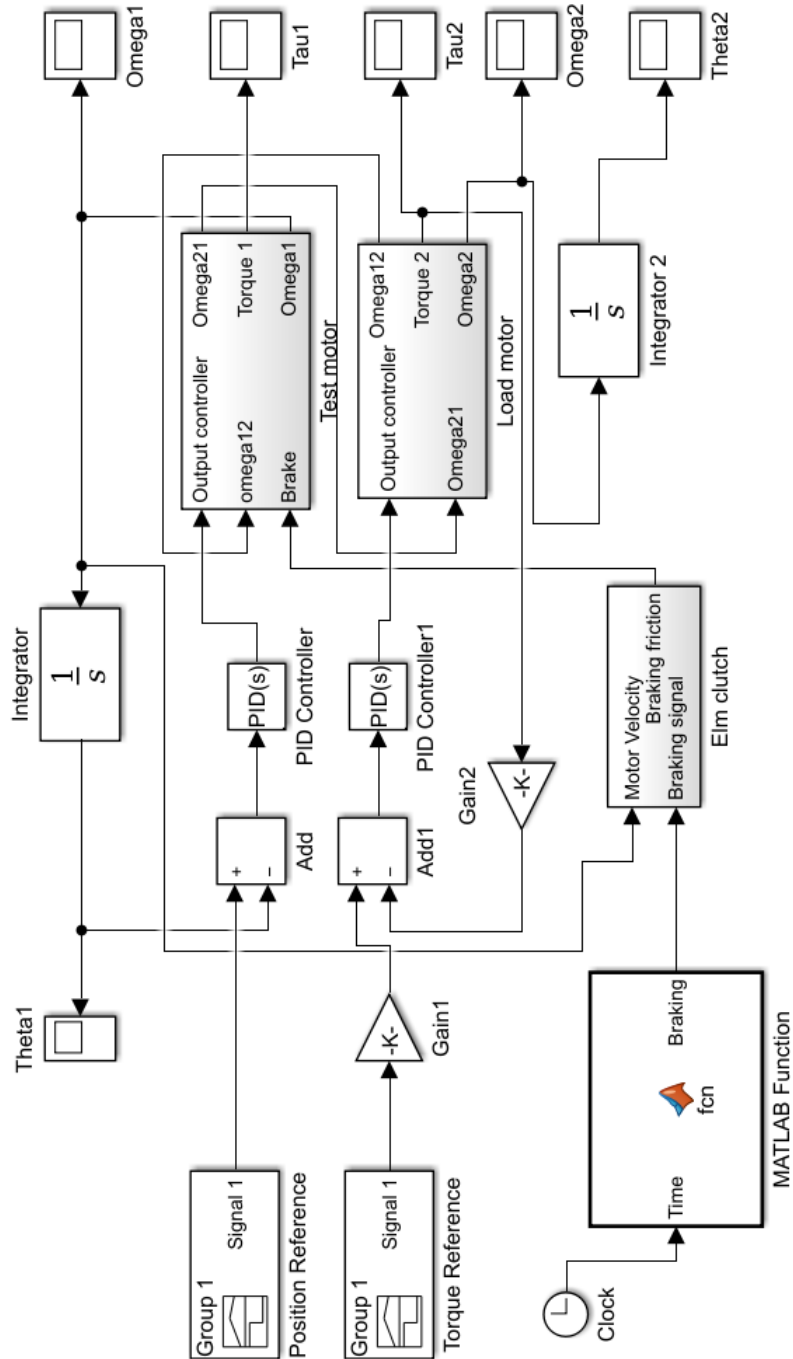 Theta1
Integrator
1
s
Omega1
Group 1
Signal 1
Position Reference
+
−
Add
PID(s)
PID Controller
Output controller
omega12
Brake
Omega21
Torque 1
Omega1
Test motor
Tau1
Group 1
Signal 1
Torque Reference
-K-
Gain1
+
−
Add1
PID(s)
PID Controller1
Output controller
Omega21
Omega12
Torque 2
Omega2
Load motor
Tau2
Omega2
-K-
Gain2
1
s
Integrator 2
Theta2
Clock
Time
fcn
Braking
MATLAB Function
Motor Velocity
Braking friction
Braking signal
Elm clutch